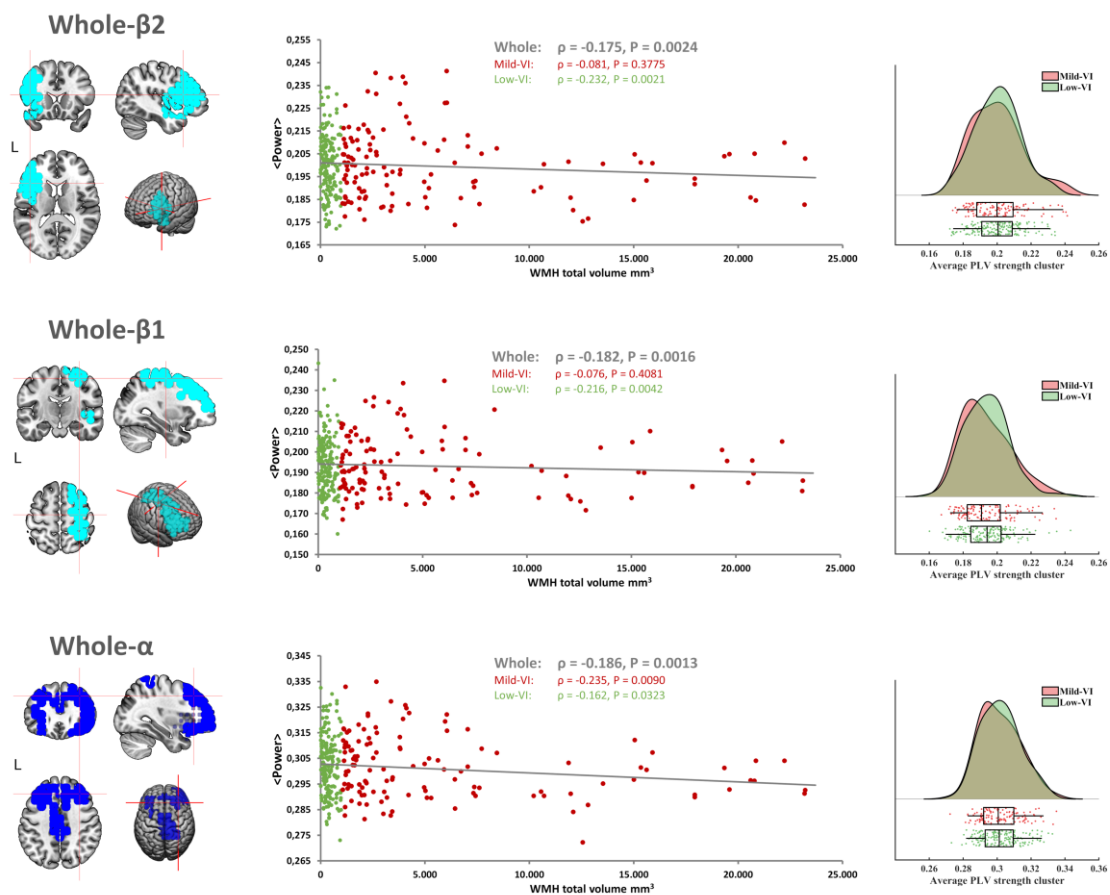 Whole-β2
L
0,255
0,245
0,235
0,225
0,215
0,205
0,195
0,185
0,175
0,165
<Power>
Whole: ρ = -0.175, P = 0.0024
Mild-VI: ρ = -0.081, P = 0.3775
Low-VI: ρ = -0.232, P = 0.0021
0 5.000 10.000 15.000 20.000 25.000
WMH total volume mm³
Mild-VI
Low-VI
0.16 0.18 0.2 0.22 0.24 0.26
Average PLV strength cluster
Whole-β1
L
0,250
0,240
0,230
0,220
0,210
0,200
0,190
0,180
0,170
0,160
0,150
<Power>
Whole: ρ = -0.182, P = 0.0016
Mild-VI: ρ = -0.076, P = 0.4081
Low-VI: ρ = -0.216, P = 0.0042
0 5.000 10.000 15.000 20.000 25.000
WMH total volume mm³
Mild-VI
Low-VI
0.16 0.18 0.2 0.22 0.24 0.26
Average PLV strength cluster
Whole-α
L
0,345
0,335
0,325
0,315
0,305
0,295
0,285
0,275
0,265
<Power>
Whole: ρ = -0.186, P = 0.0013
Mild-VI: ρ = -0.235, P = 0.0090
Low-VI: ρ = -0.162, P = 0.0323
0 5.000 10.000 15.000 20.000 25.000
WMH total volume mm³
Mild-VI
Low-VI
0.26 0.28 0.3 0.32 0.34 0.36
Average PLV strength cluster